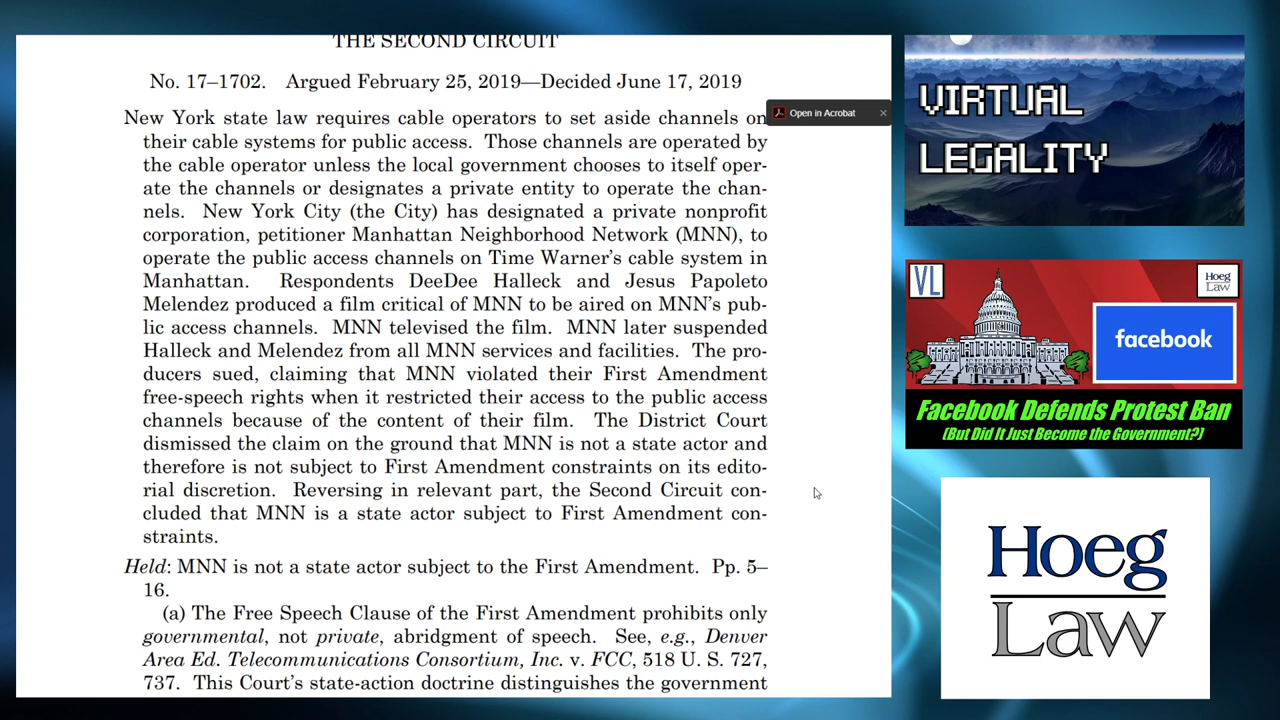 THE SECOND CIRCUIT
No. 17–1702. Argued February 25, 2019—Decided June 17, 2019
New York state law requires cable operators to set aside channels on
their cable systems for public access. Those channels are operated by
the cable operator unless the local government chooses to itself oper-
ate the channels or designates a private entity to operate the chan-
nels. New York City (the City) has designated a private nonprofit
corporation, petitioner Manhattan Neighborhood Network (MNN), to
operate the public access channels on Time Warner's cable system in
Manhattan. Respondents DeeDee Halleck and Jesus Papoleto
Melendez produced a film critical of MNN to be aired on MNN's pub-
lic access channels. MNN televised the film. MNN later suspended
Halleck and Melendez from all MNN services and facilities. The pro-
ducers sued, claiming that MNN violated their First Amendment
free-speech rights when it restricted their access to the public access
channels because of the content of their film. The District Court
dismissed the claim on the ground that MNN is not a state actor and
therefore is not subject to First Amendment constraints on its edito-
rial discretion. Reversing in relevant part, the Second Circuit con-
cluded that MNN is a state actor subject to First Amendment con-
straints.
Held: MNN is not a state actor subject to the First Amendment. Pp. 5–
16.
(a) The Free Speech Clause of the First Amendment prohibits only
governmental, not private, abridgment of speech. See, e.g., Denver
Area Ed. Telecommunications Consortium, Inc. v. FCC, 518 U. S. 727,
737. This Court's state-action doctrine distinguishes the government
Open in Acrobat
VIRTUAL
LEGALITY
VL
Hoeg
Law
facebook
Facebook Defends Protest Ban
(But Did It Just Become the Government?)
Hoeg
Law